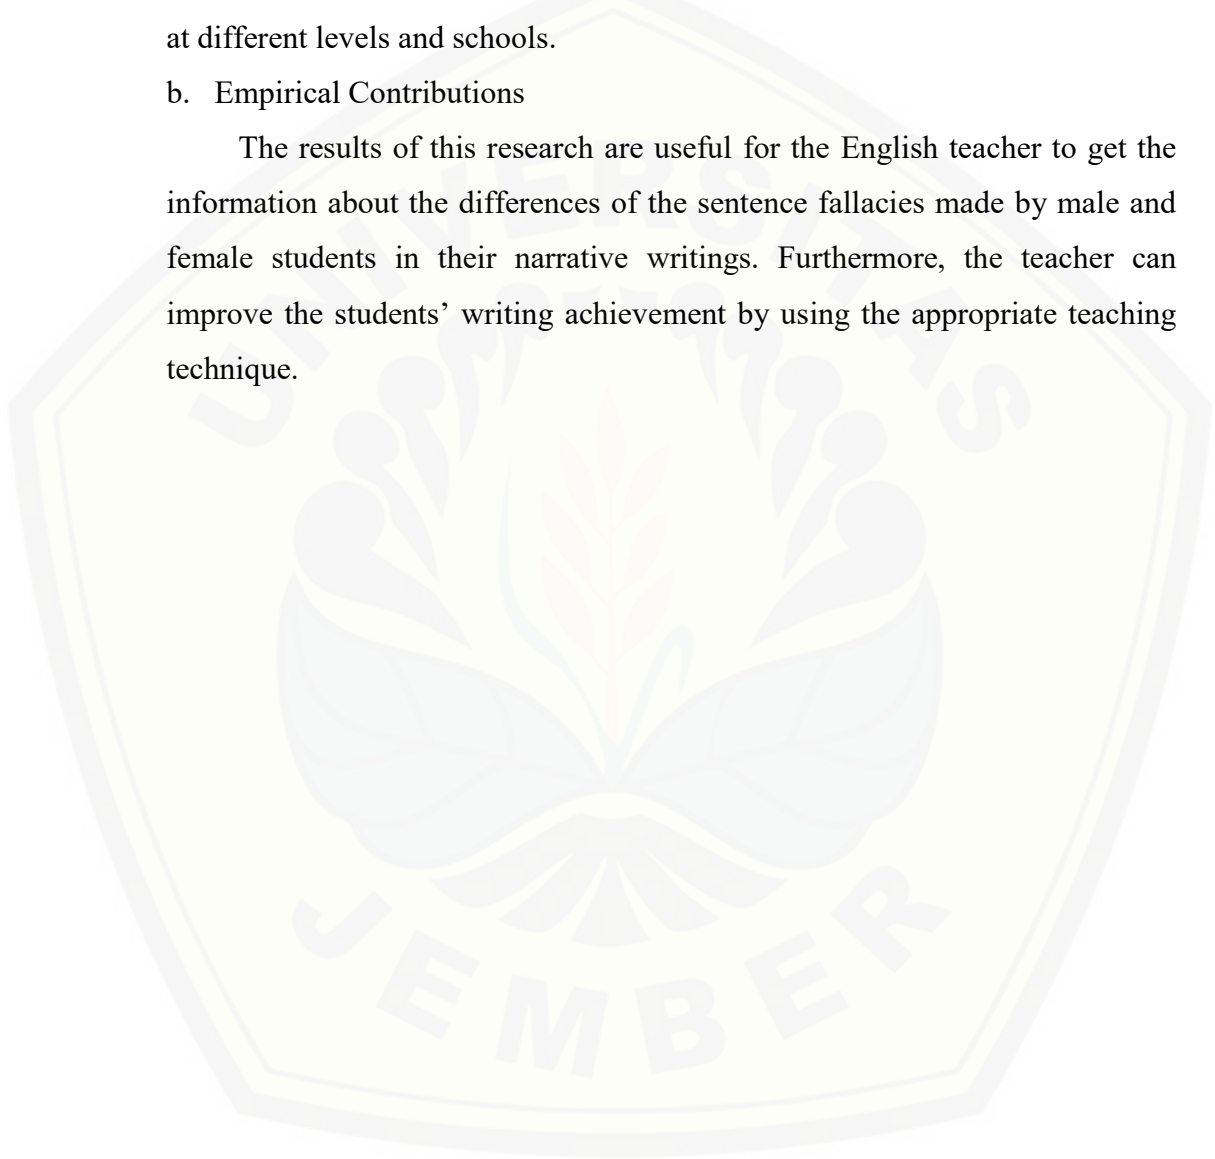 at different levels and schools.
b. Empirical Contributions
The results of this research are useful for the English teacher to get the
information about the differences of the sentence fallacies made by male and
female students in their narrative writings. Furthermore, the teacher can
improve the students’ writing achievement by using the appropriate teaching
technique.
UNIVERSITAS
JEMBER